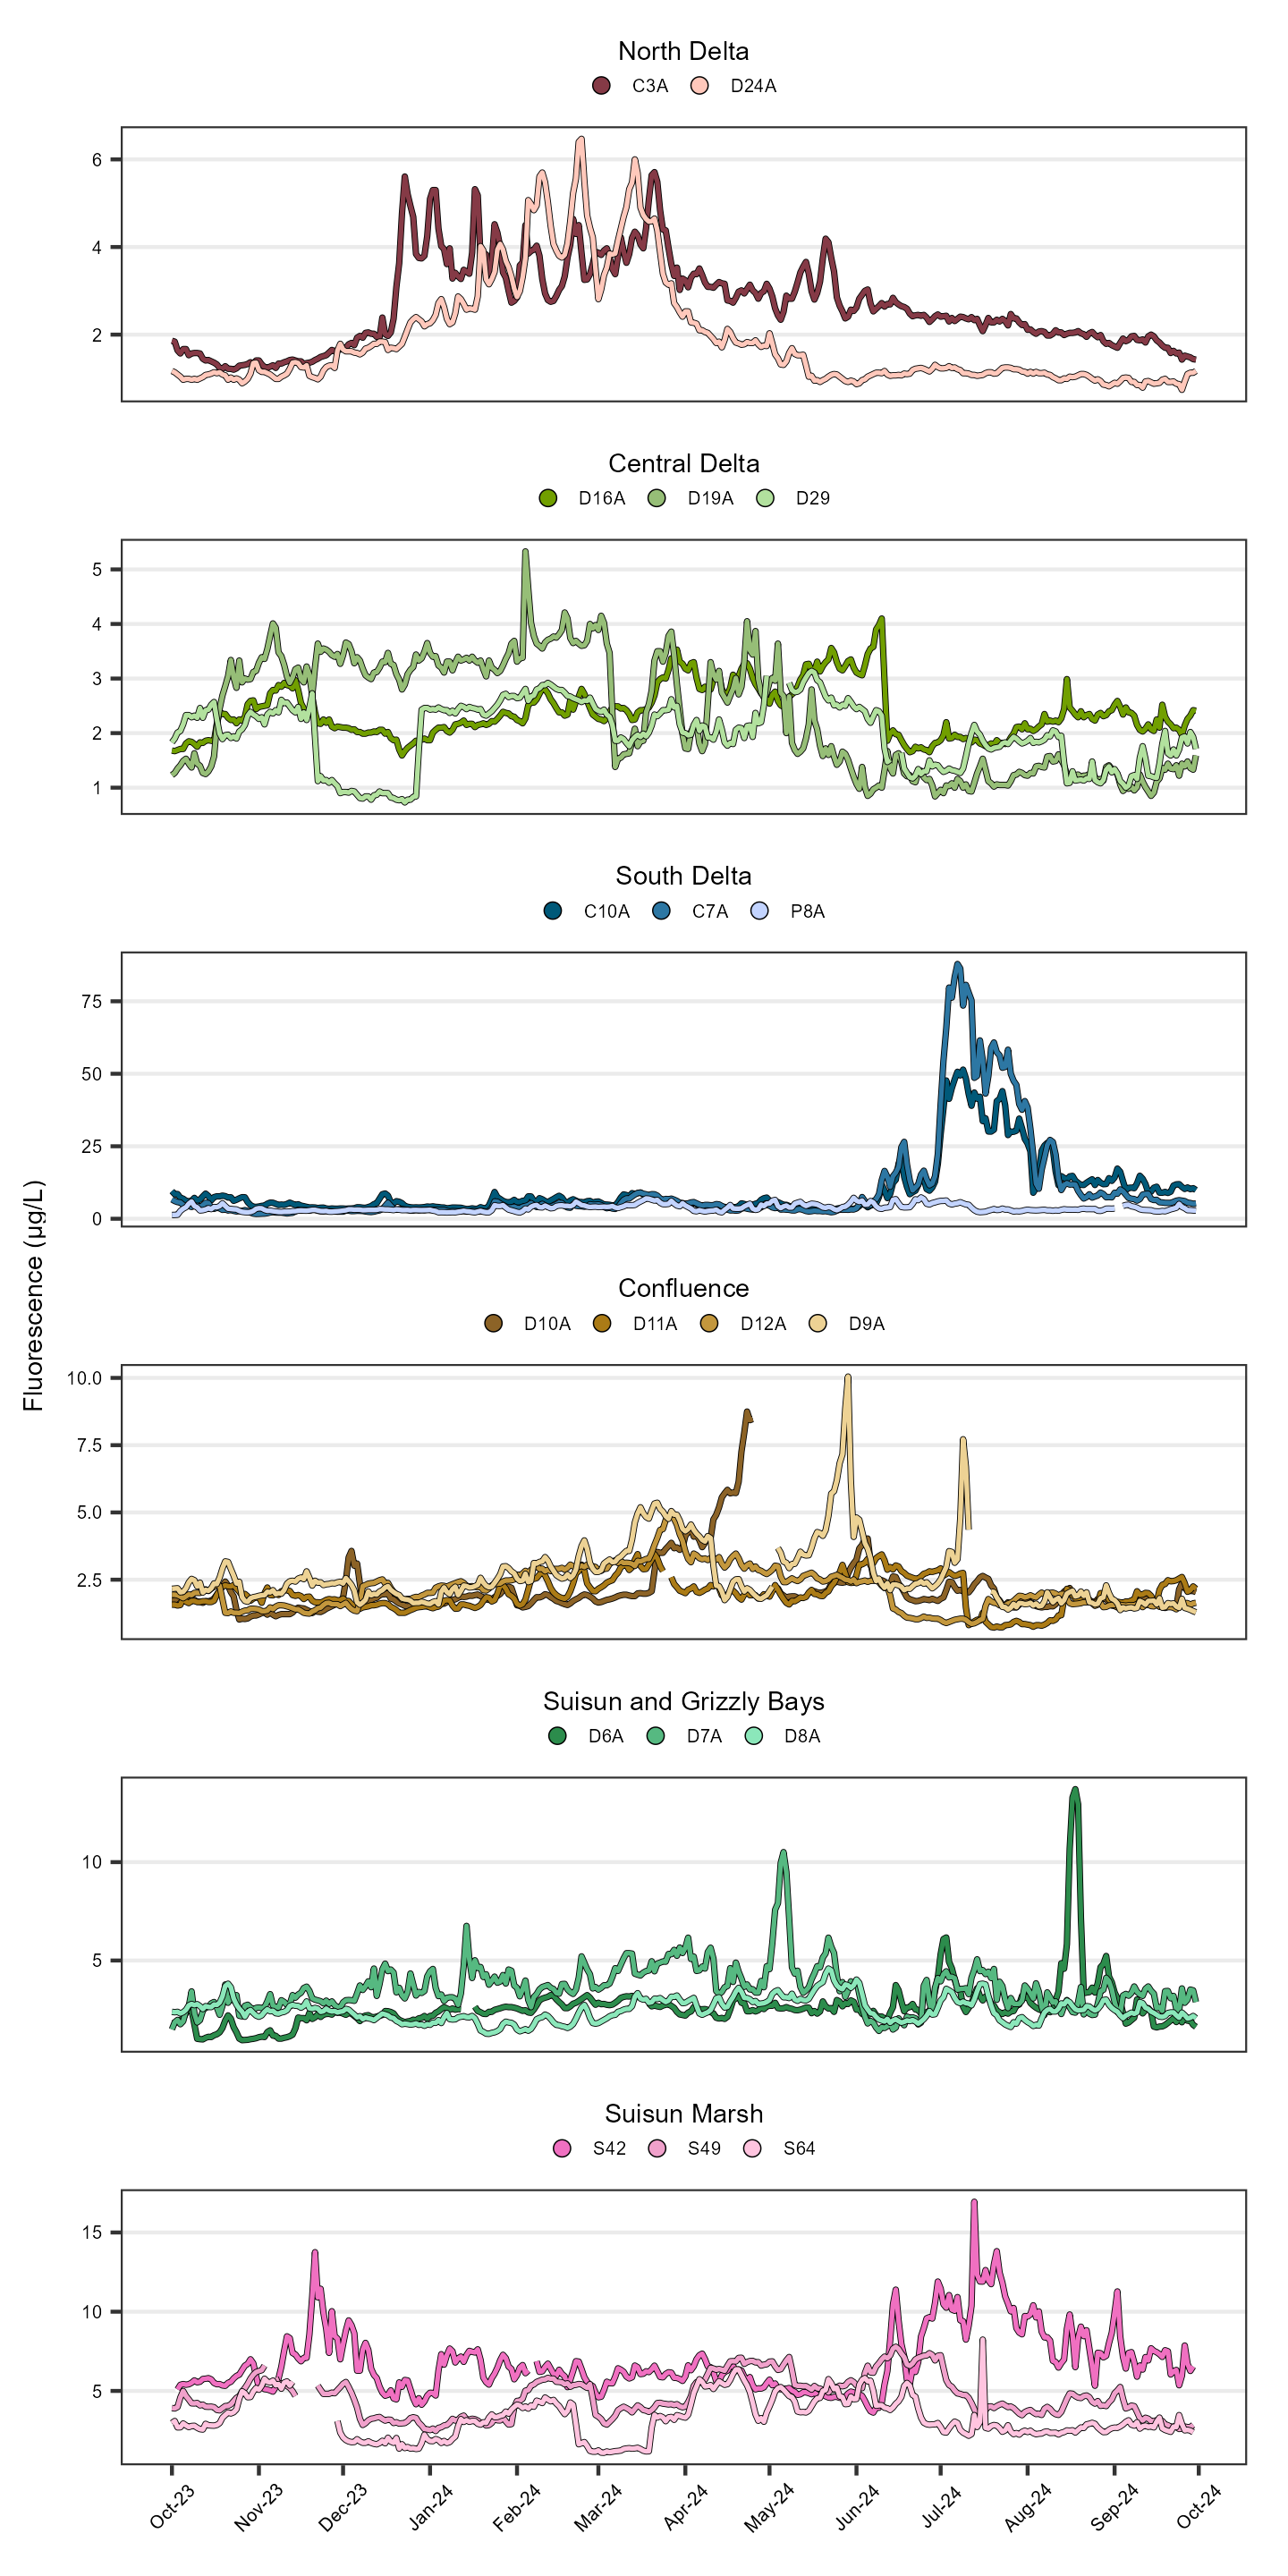 North Delta
C3A D24A
6
4
2
Central Delta
D16A D19A D29
5
4
3
2
1
South Delta
C10A C7A P8A
75
50
25
0
Fluorescence (µg/L)
Confluence
D10A D11A D12A D9A
10.0
7.5
5.0
2.5
Suisun and Grizzly Bays
D6A D7A D8A
10
5
Suisun Marsh
S42 S49 S64
15
10
5
Oct-23 Nov-23 Dec-23 Jan-24 Feb-24 Mar-24 Apr-24 May-24 Jun-24 Jul-24 Aug-24 Sep-24 Oct-24